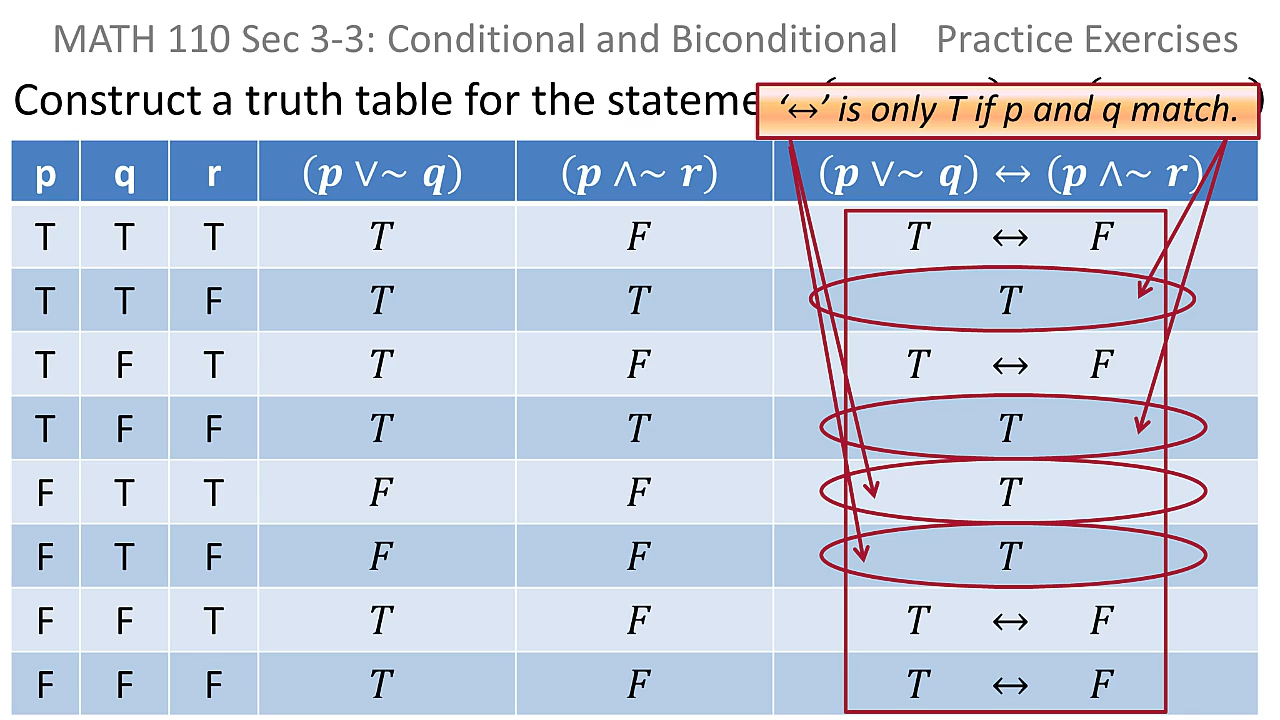 MATH 110 Sec 3-3: Conditional and Biconditional Practice Exercises
Construct a truth table for the
‘↔’ is only T if p and q match.
p q r (p ∨~ q) (p ∧~ r) (p ∨~ q) ↔ (p ∧~ r)
T T T T F T ↔ F
T T F T T T
T F T T F T ↔ F
T F F T T T
F T T F F T
F T F F F T
F F T T F T ↔ F
F F F T F T ↔ F